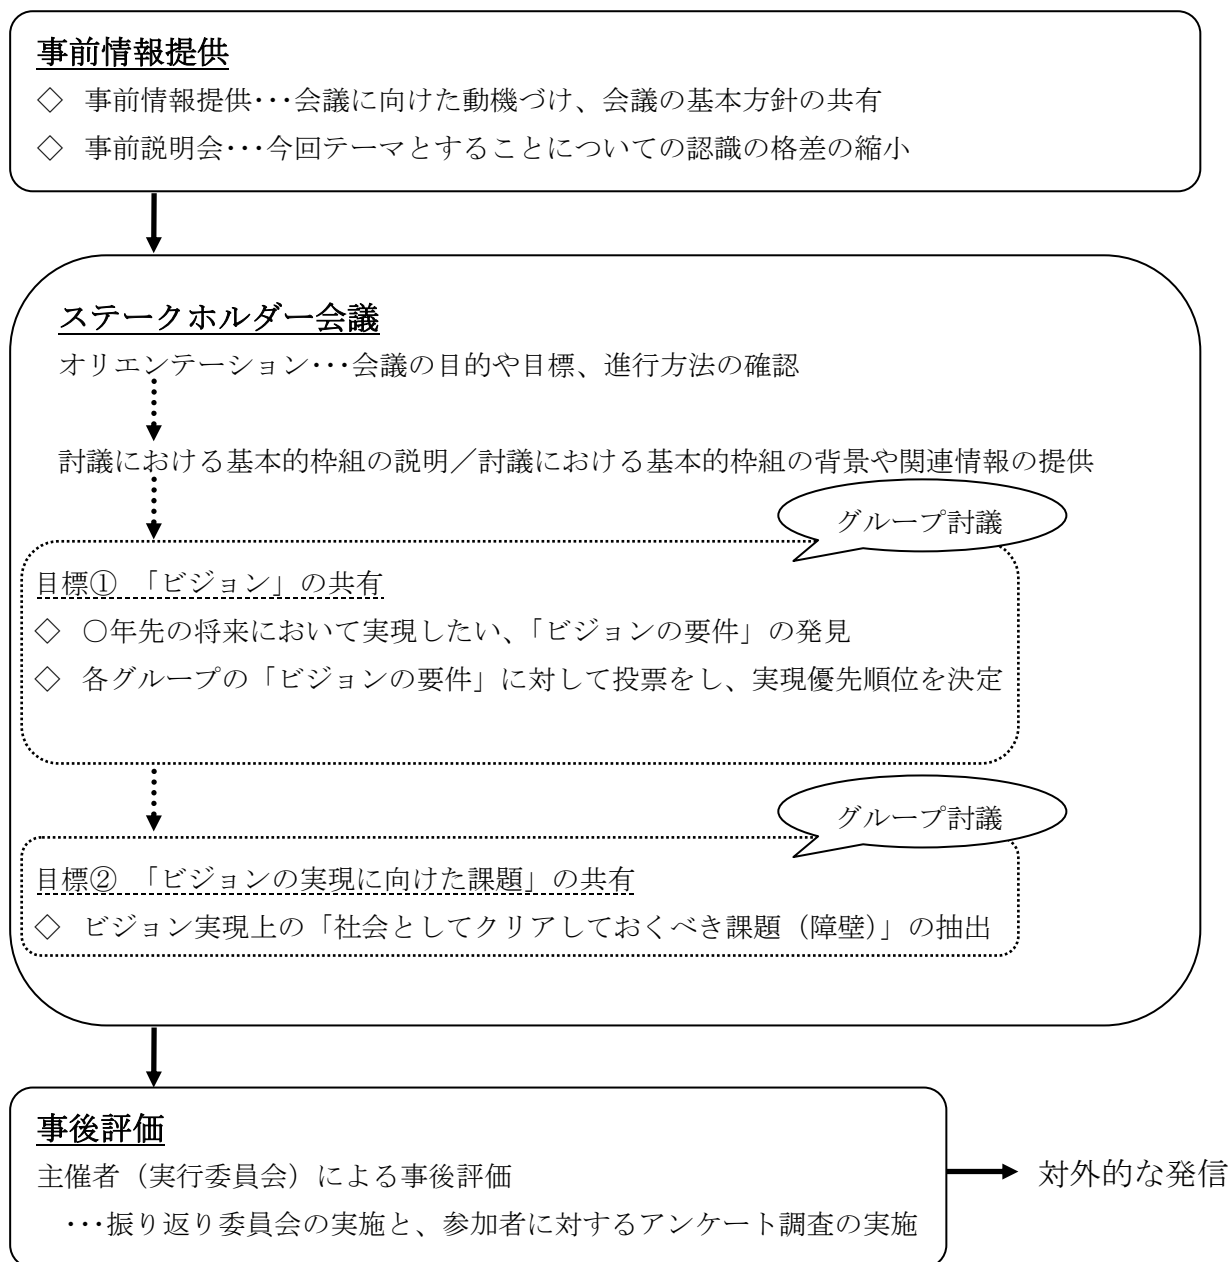 事前情報提供
◇ 事前情報提供･･･会議に向けた動機づけ、会議の基本方針の共有
◇ 事前説明会･･･今回テーマとすることについての認識の格差の縮小
ステークホルダー会議
オリエンテーション･･･会議の目的や目標、進行方法の確認
討議における基本的枠組の説明／討議における基本的枠組の背景や関連情報の提供
グループ討議
目標① 「ビジョン」の共有
◇ ○年先の将来において実現したい、「ビジョンの要件」の発見
◇ 各グループの「ビジョンの要件」に対して投票をし、実現優先順位を決定
グループ討議
目標② 「ビジョンの実現に向けた課題」の共有
◇ ビジョン実現上の「社会としてクリアしておくべき課題（障壁）」の抽出
事後評価
主催者（実行委員会）による事後評価
･･･振り返り委員会の実施と、参加者に対するアンケート調査の実施
対外的な発信